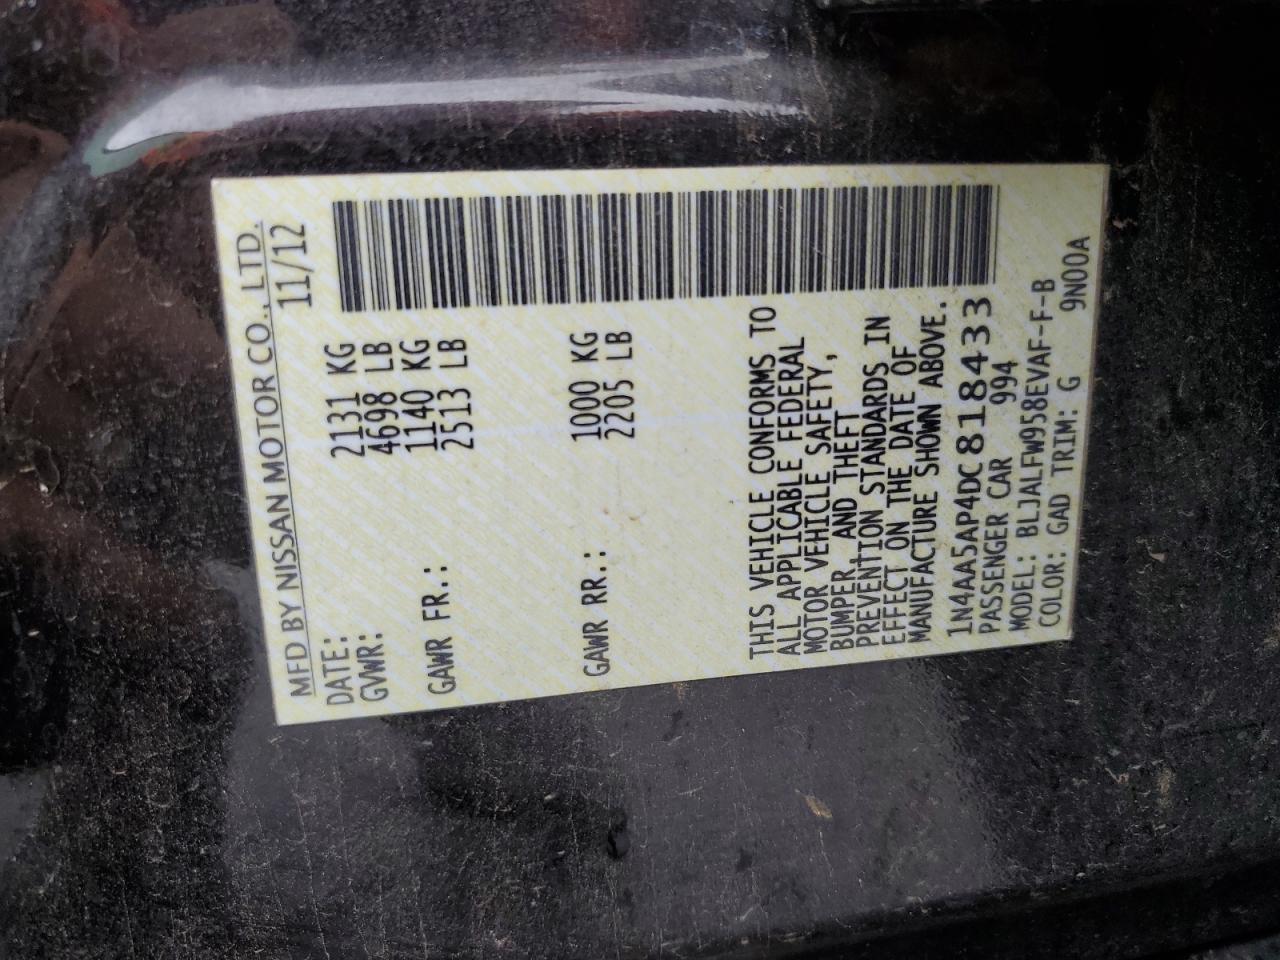 MFD BY NISSAN MOTOR CO., LTD.
DATE: 11/12
GVWR: 2131 KG
4698 LB
GAWR FR.: 1140 KG
2513 LB
GAWR RR.: 1000 KG
2205 LB
THIS VEHICLE CONFORMS TO
ALL APPLICABLE FEDERAL
MOTOR VEHICLE SAFETY,
BUMPER, AND THEFT
PREVENTION STANDARDS IN
EFFECT ON THE DATE OF
MANUFACTURE SHOWN ABOVE.
1N4AA5AP4DC818433
PASSENGER CAR 994
MODEL: BLJALFW958EVAF-F-B
COLOR: GAD TRIM: G 9N00A